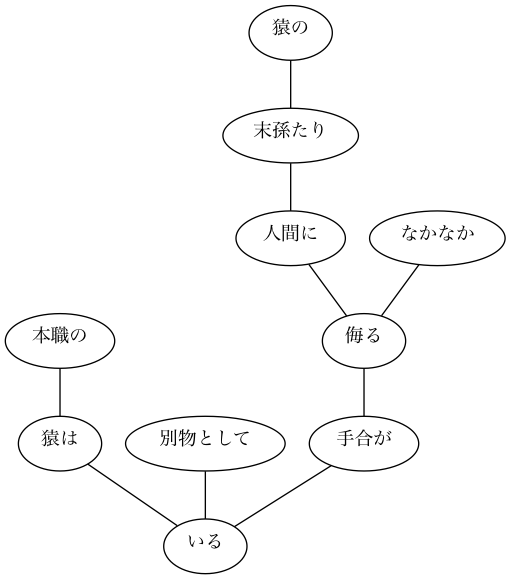 猿の
末孫たり
人間に
なかなか
本職の
侮る
猿は
別物として
手合が
いる